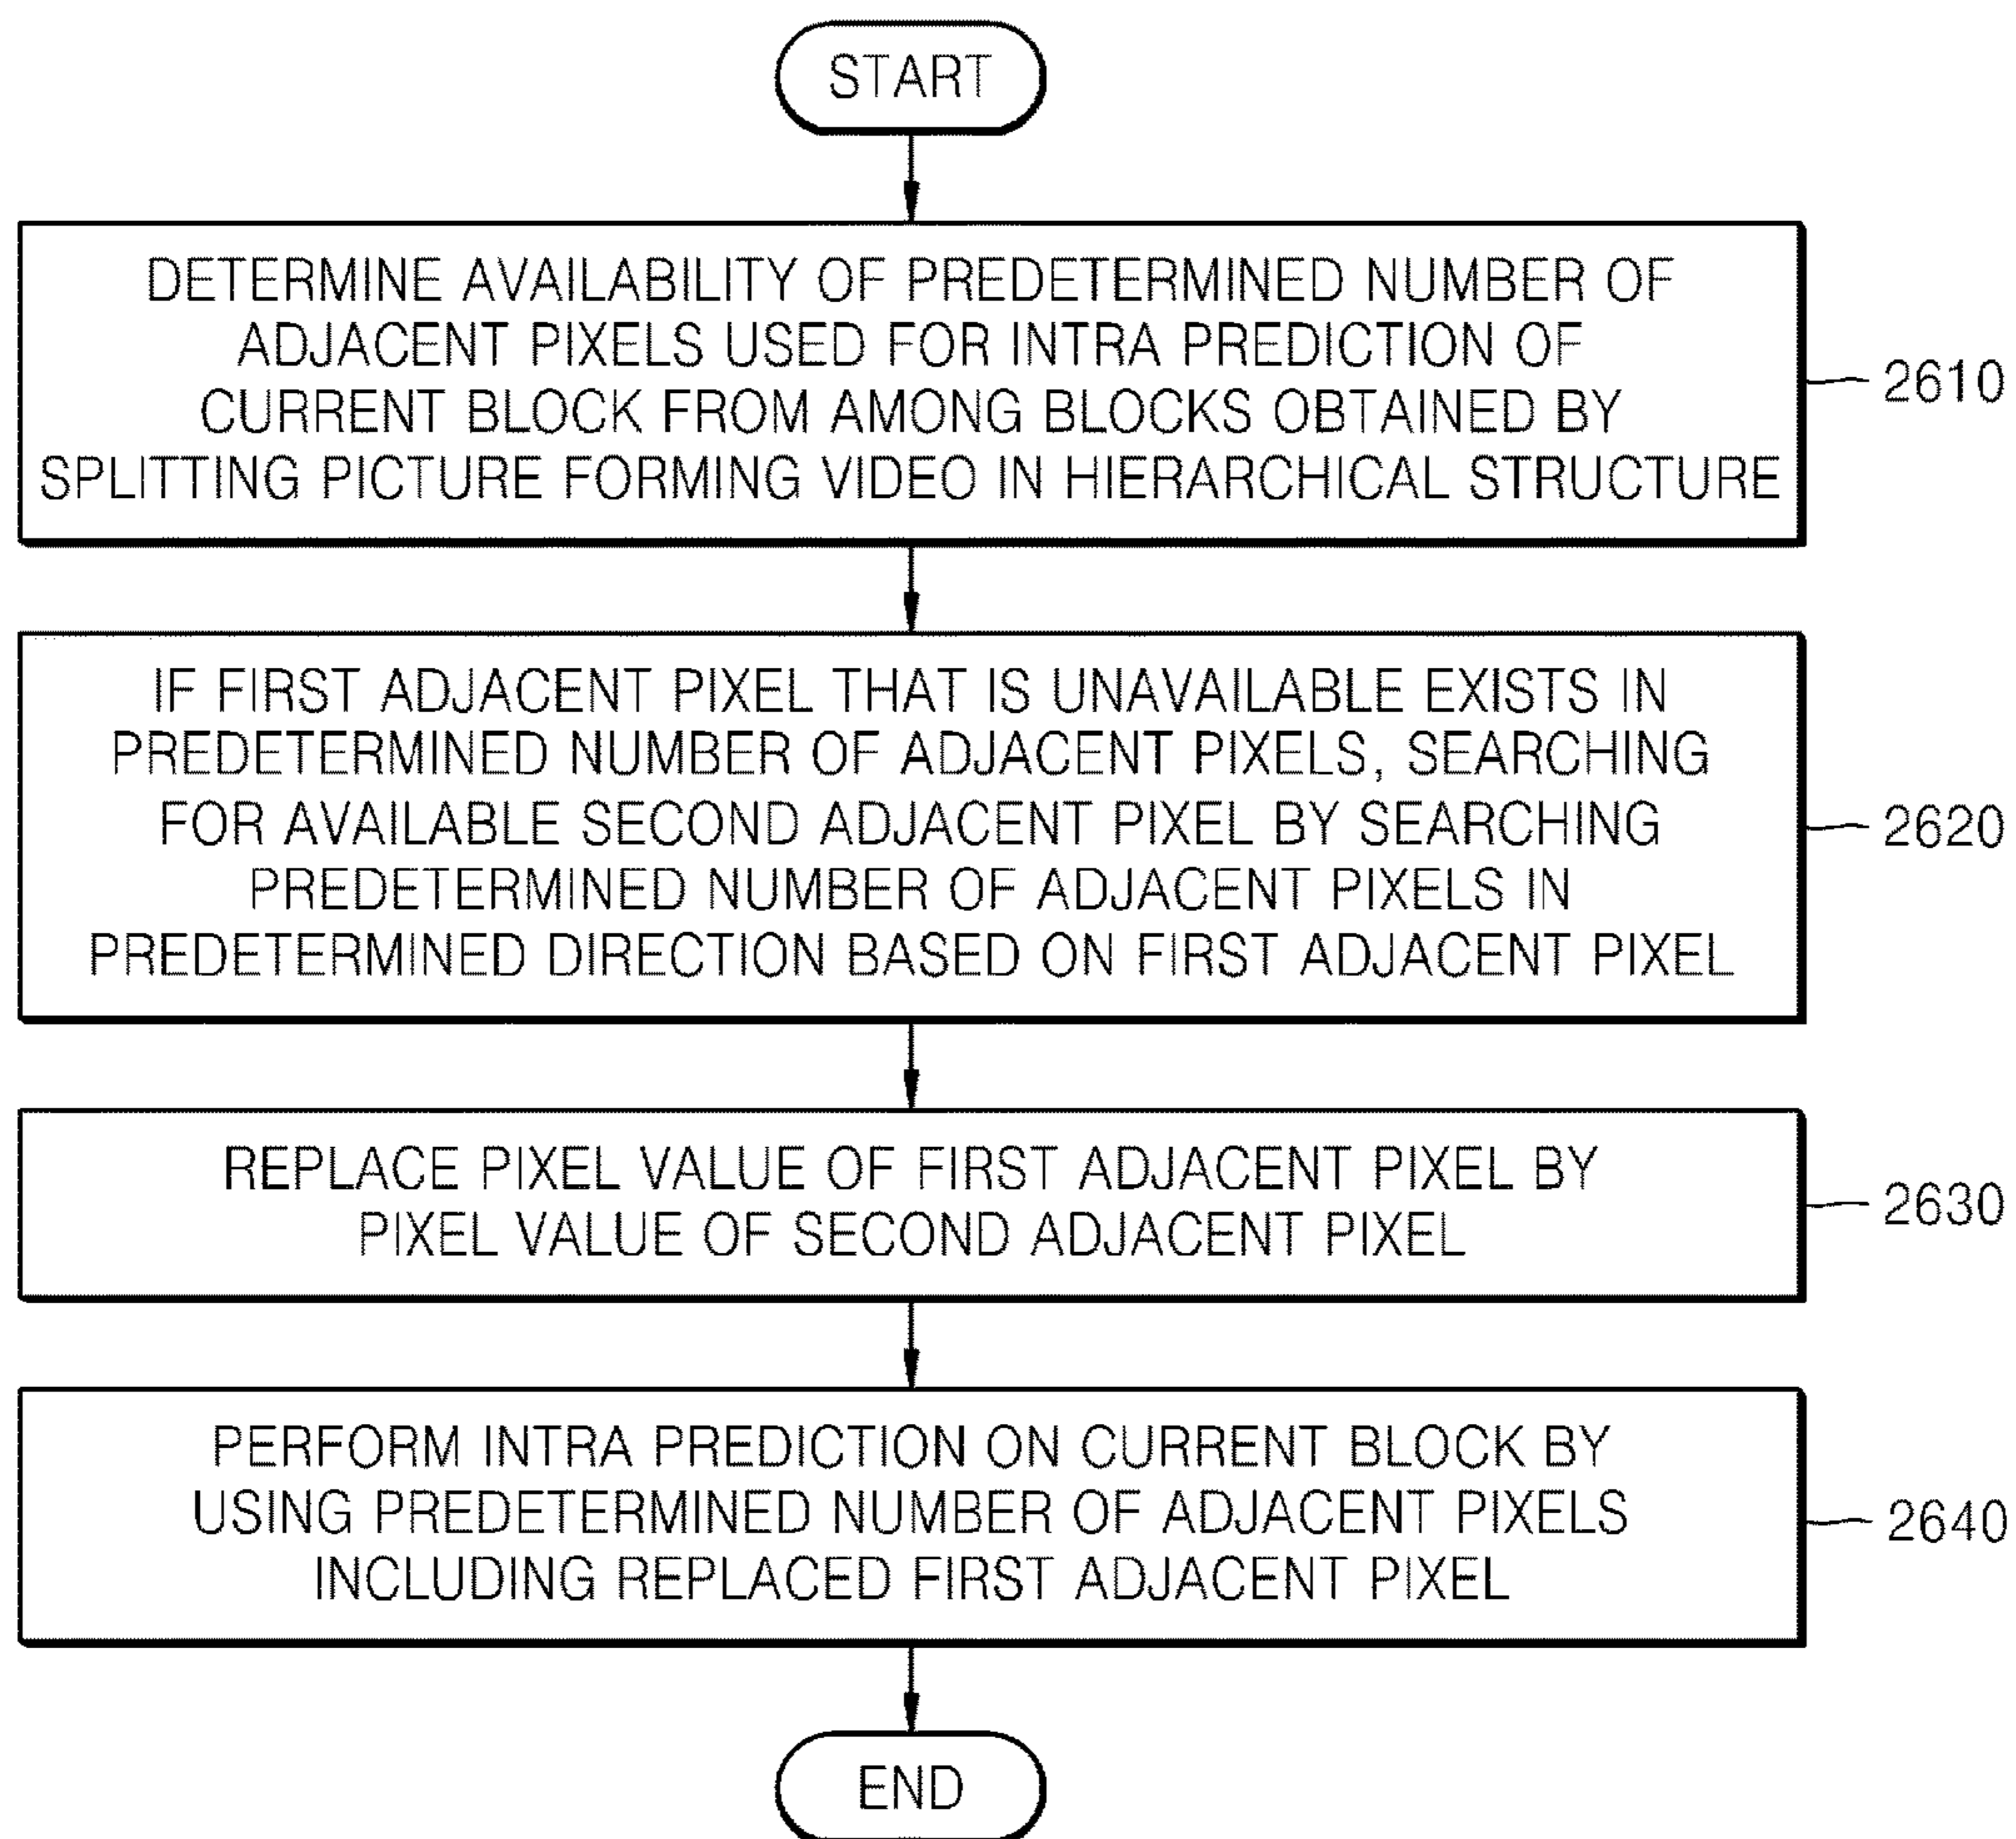 START
DETERMINE AVAILABILITY OF PREDETERMINED NUMBER OF
ADJACENT PIXELS USED FOR INTRA PREDICTION OF
CURRENT BLOCK FROM AMONG BLOCKS OBTAINED BY
SPLITTING PICTURE FORMING VIDEO IN HIERARCHICAL STRUCTURE
2610
IF FIRST ADJACENT PIXEL THAT IS UNAVAILABLE EXISTS IN
PREDETERMINED NUMBER OF ADJACENT PIXELS, SEARCHING
FOR AVAILABLE SECOND ADJACENT PIXEL BY SEARCHING
PREDETERMINED NUMBER OF ADJACENT PIXELS IN
PREDETERMINED DIRECTION BASED ON FIRST ADJACENT PIXEL
2620
REPLACE PIXEL VALUE OF FIRST ADJACENT PIXEL BY
PIXEL VALUE OF SECOND ADJACENT PIXEL
2630
PERFORM INTRA PREDICTION ON CURRENT BLOCK BY
USING PREDETERMINED NUMBER OF ADJACENT PIXELS
INCLUDING REPLACED FIRST ADJACENT PIXEL
2640
END